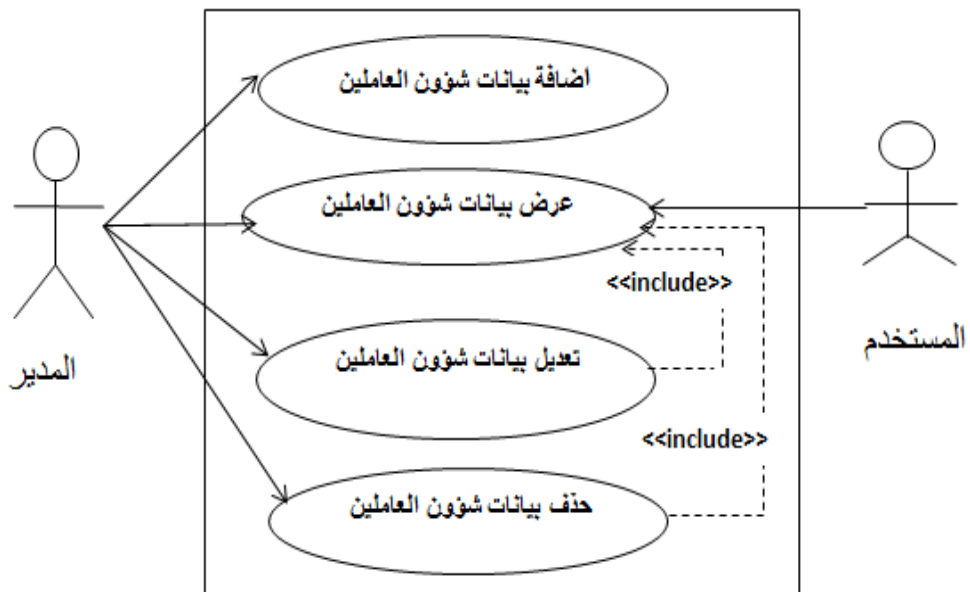 اضافة بيانات شؤون العاملين
عرض بيانات شؤون العاملين
<<include>>
المستخدم
تعديل بيانات شؤون العاملين
المدير
<<include>>
حذف بيانات شؤون العاملين